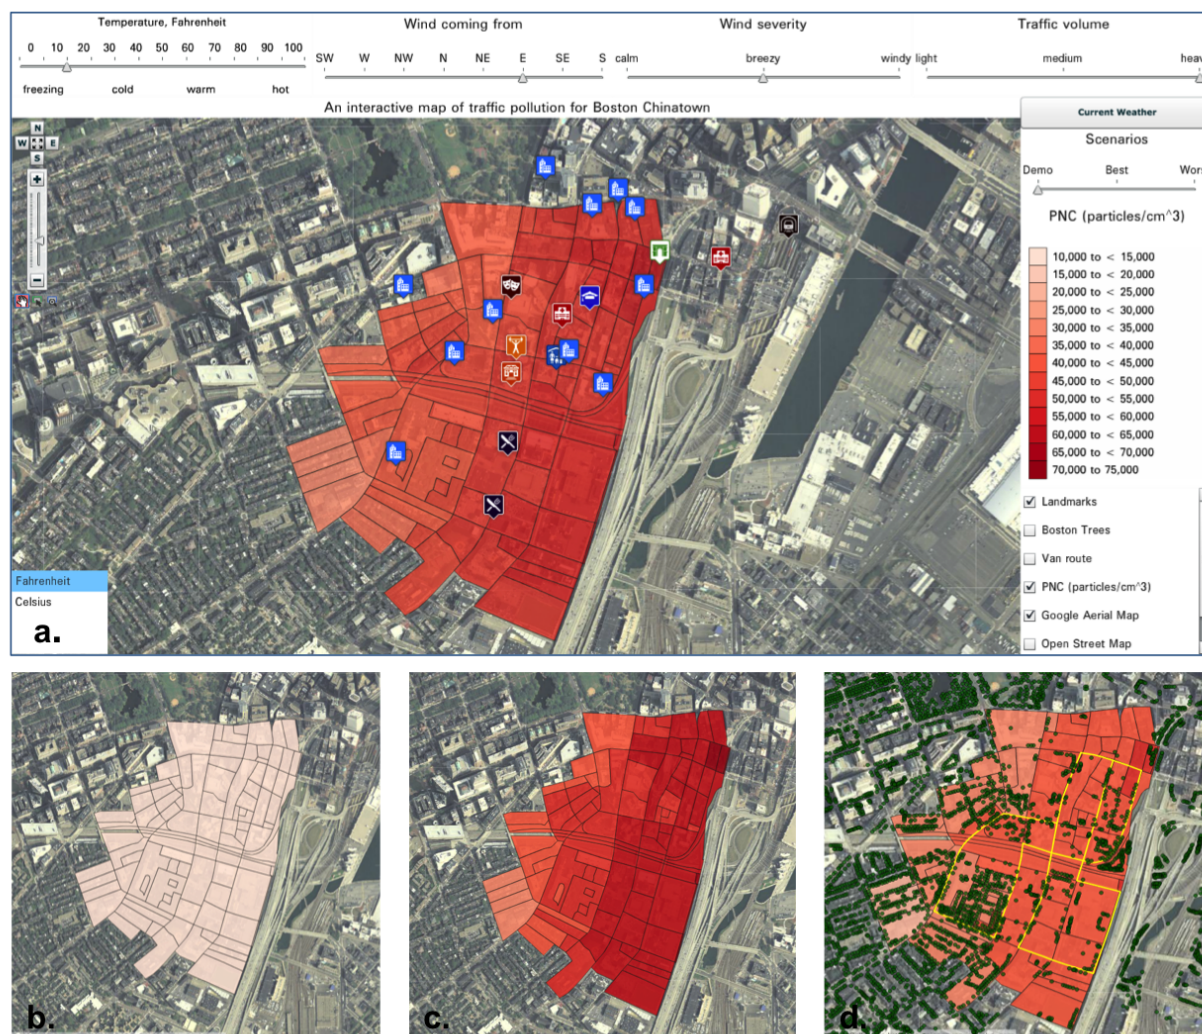 Temperature, Fahrenheit
0 10 20 30 40 50 60 70 80 90 100
freezing cold warm hot
Wind coming from
SW W NW N NE E SE S
Wind severity
calm breezy windy
Traffic volume
light medium heav
An interactive map of traffic pollution for Boston Chinatown
N
W E
S
Current Weather
Scenarios
Demo Best Wors
PNC (particles/cm^3)
10,000 to < 15,000
15,000 to < 20,000
20,000 to < 25,000
25,000 to < 30,000
30,000 to < 35,000
35,000 to < 40,000
40,000 to < 45,000
45,000 to < 50,000
50,000 to < 55,000
55,000 to < 60,000
60,000 to < 65,000
65,000 to < 70,000
70,000 to 75,000
Landmarks
Boston Trees
Van route
PNC (particles/cm^3)
Google Aerial Map
Open Street Map
Fahrenheit
Celsius
a.
b.
c.
d.